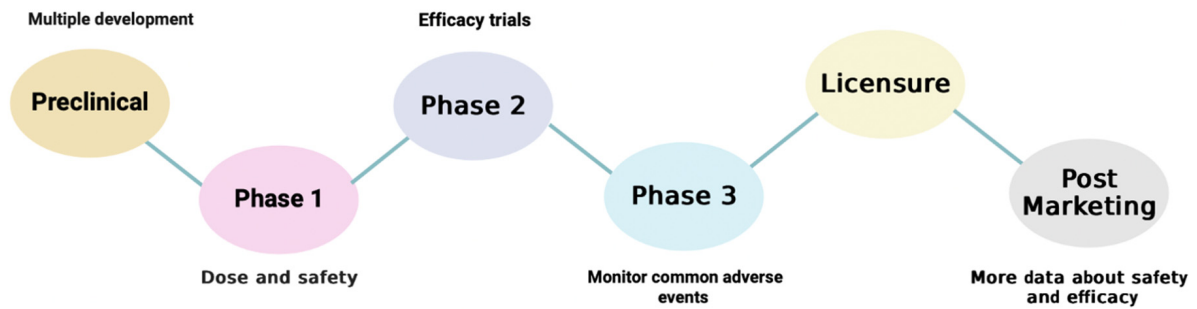 Multiple development
Preclinical
Phase 1
Dose and safety
Efficacy trials
Phase 2
Phase 3
Monitor common adverse
events
Licensure
Post
Marketing
More data about safety
and efficacy